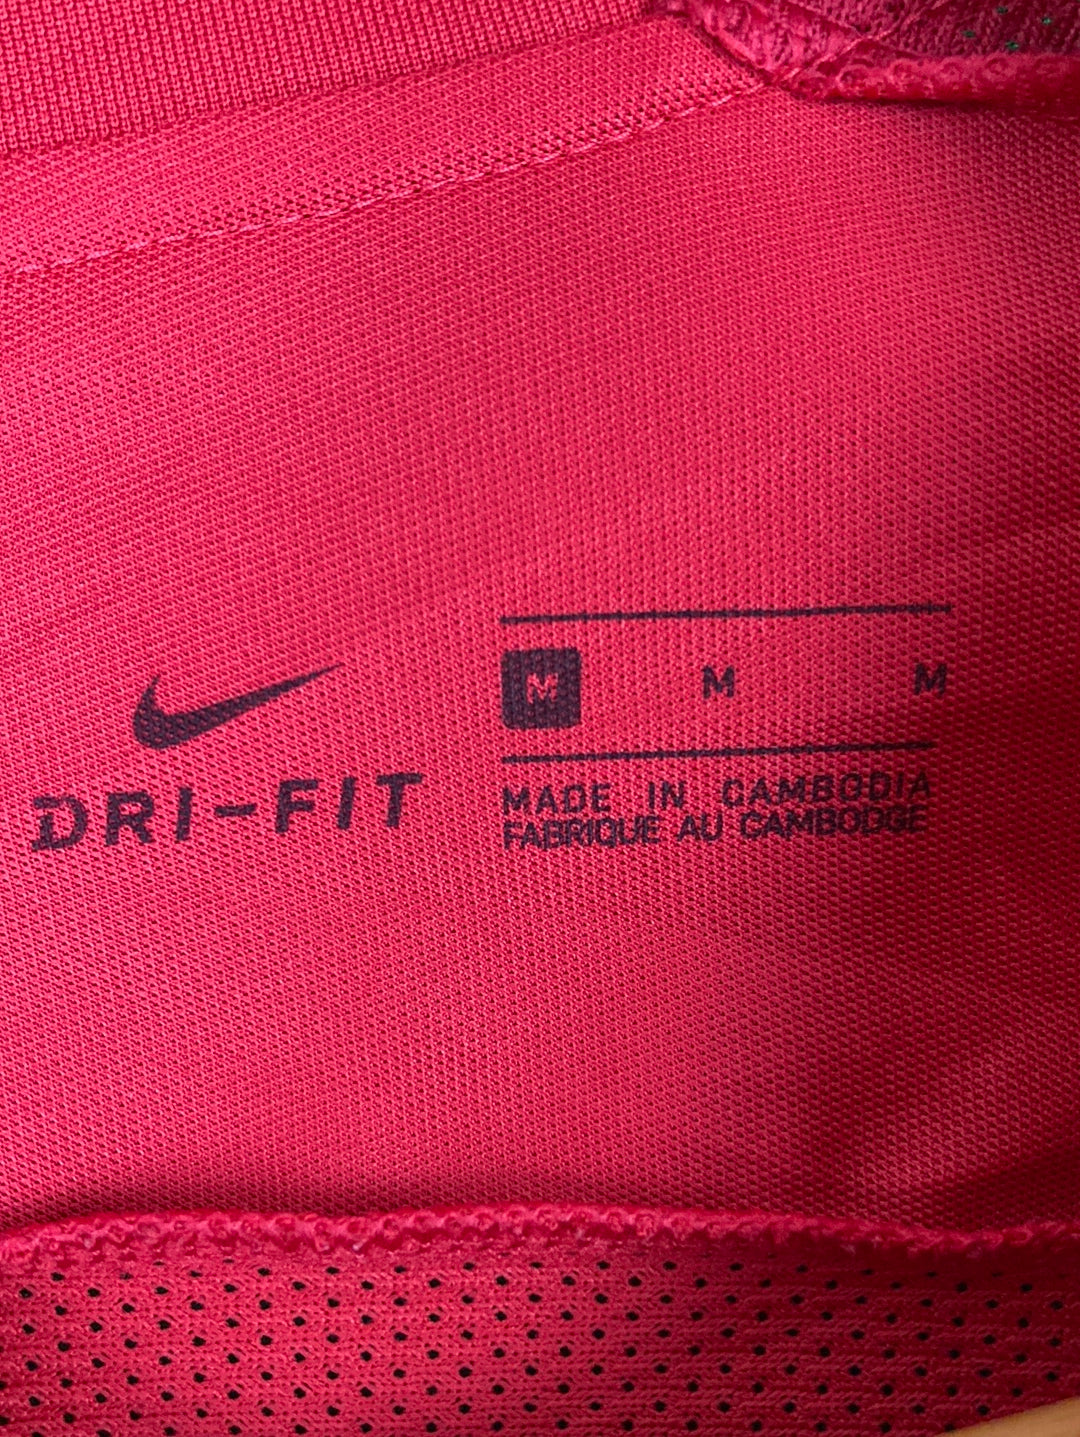 DRI-FIT
M M M
MADE IN CAMBODIA
FABRIQUE AU CAMBODGE